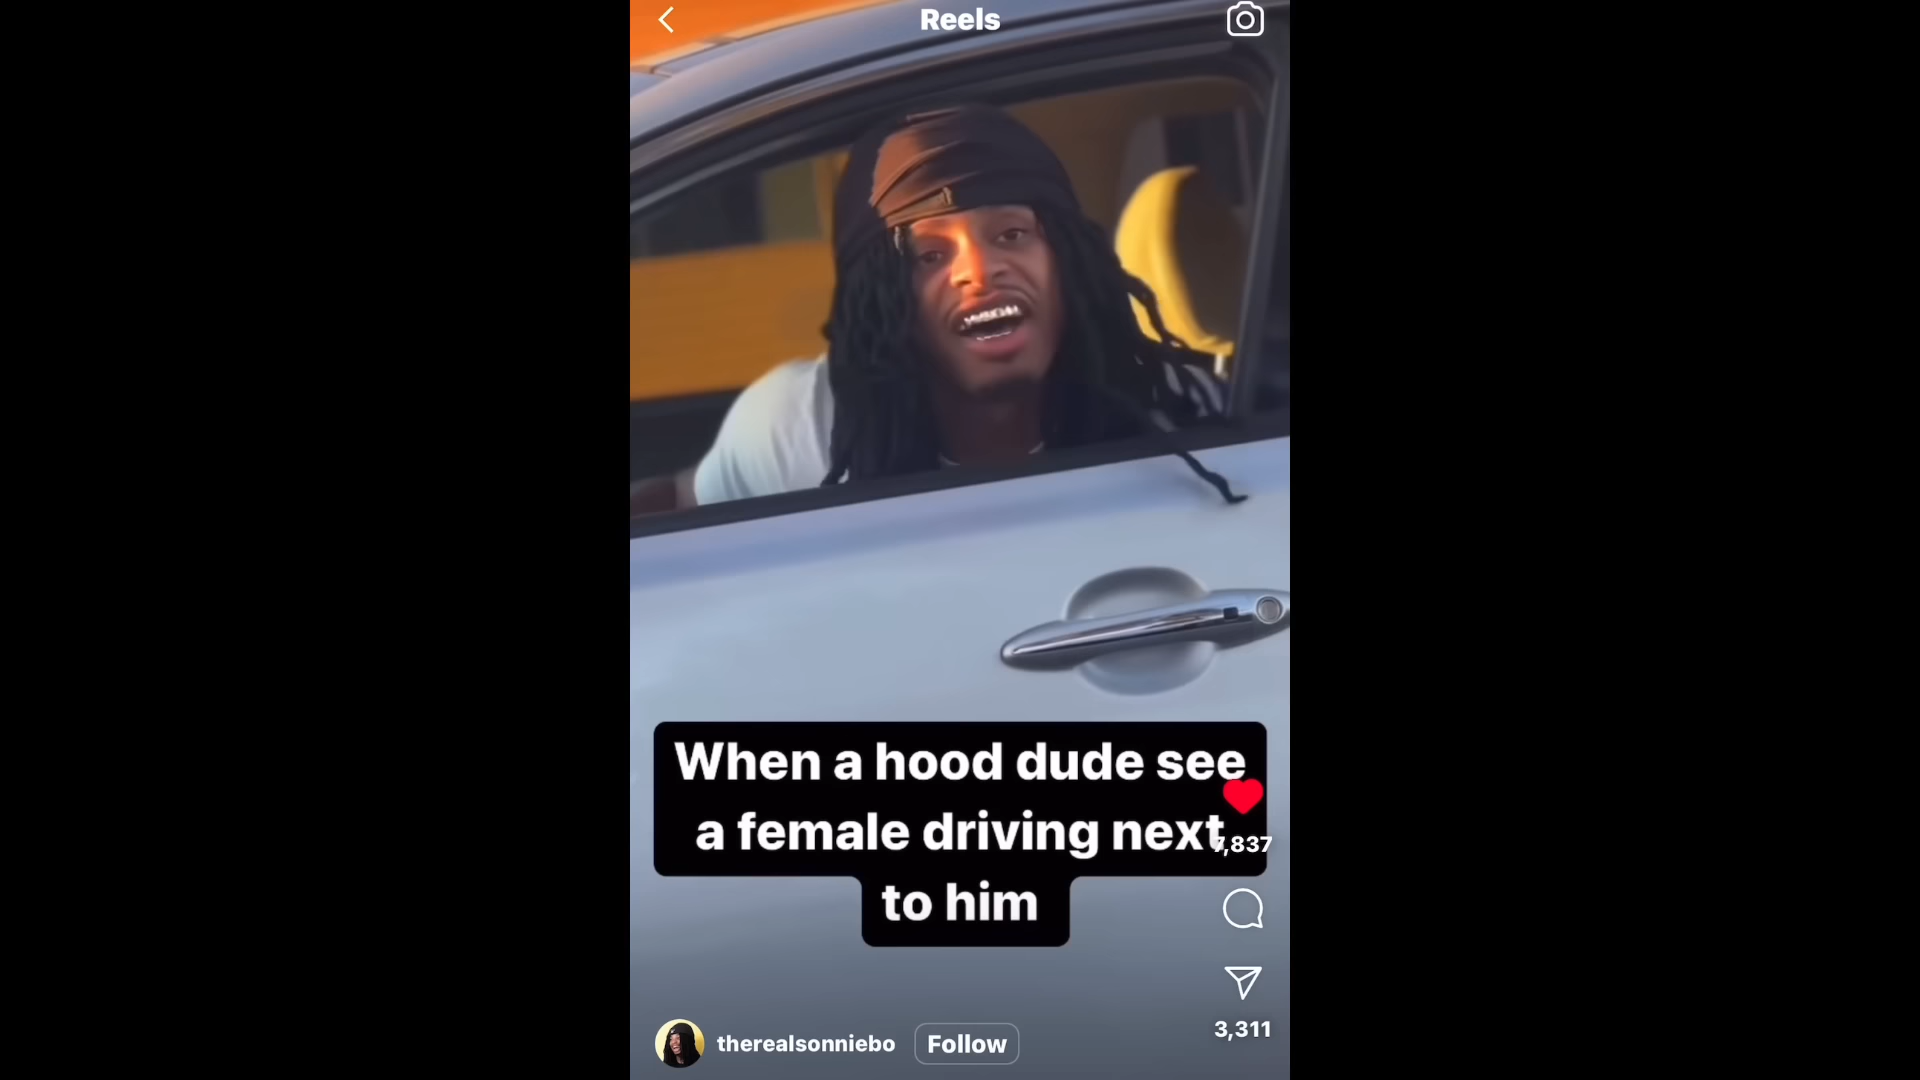 Reels
When a hood dude see
a female driving next
to him
7,837
3,311
therealsonniebo
Follow